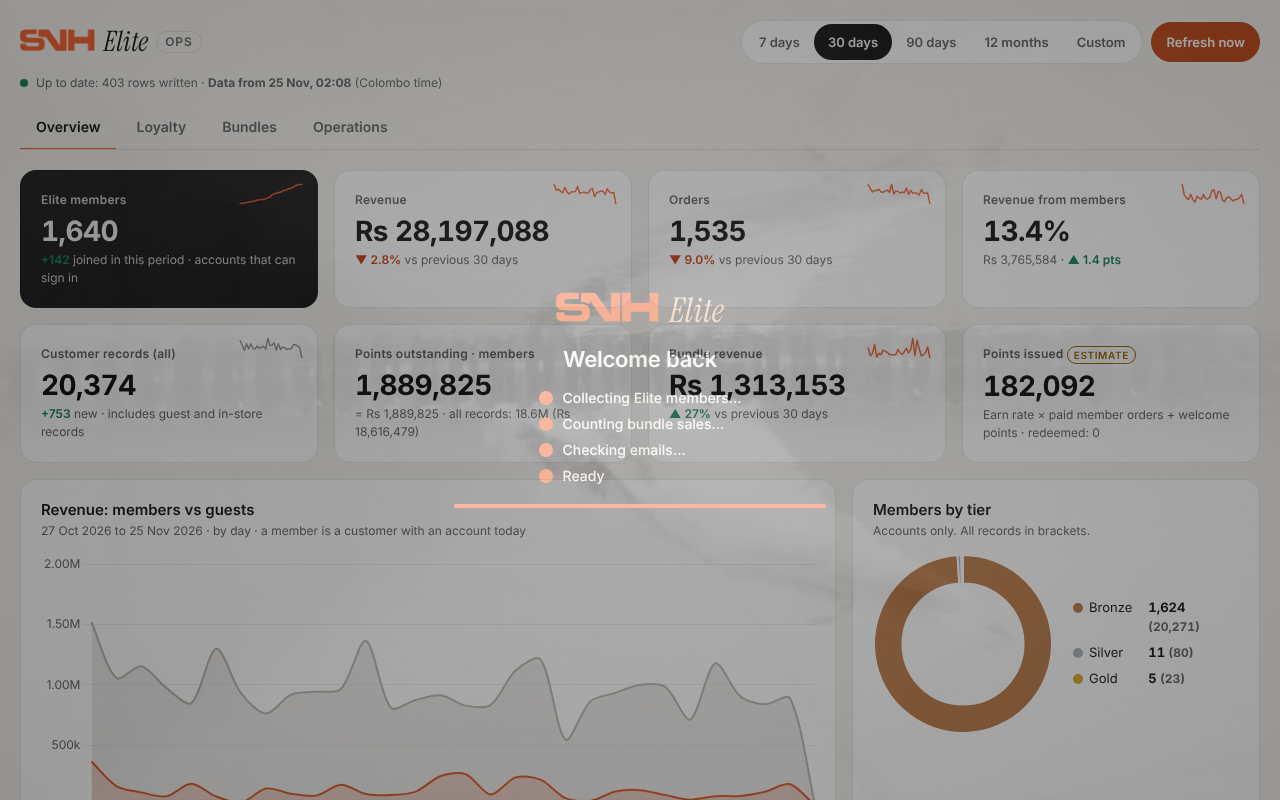 SNH Elite OPS
7 days 30 days 90 days 12 months Custom Refresh now
Up to date: 403 rows written · Data from 25 Nov, 02:08 (Colombo time)
Overview Loyalty Bundles Operations
Elite members
1,640
+142 joined in this period · accounts that can
sign in
Revenue
Rs 28,197,088
▼ 2.8% vs previous 30 days
Orders
1,535
▼ 9.0% vs previous 30 days
Revenue from members
13.4%
Rs 3,765,584 · ▲ 1.4 pts
SNH Elite
Welcome back
Collecting Elite members...
Counting bundle sales...
Checking emails...
Ready
Customer records (all)
20,374
+753 new · includes guest and in-store
records
Points outstanding · members
1,889,825
= Rs 1,889,825 · all records: 18.6M (Rs
18,616,479)
Bundle revenue
Rs 1,313,153
▲ 27% vs previous 30 days
Points issued ESTIMATE
182,092
Earn rate × paid member orders + welcome
points · redeemed: 0
Revenue: members vs guests
27 Oct 2026 to 25 Nov 2026 · by day · a member is a customer with an account today
2.00M
1.50M
1.00M
500k
Members by tier
Accounts only. All records in brackets.
Bronze 1,624
(20,271)
Silver 11 (80)
Gold 5 (23)